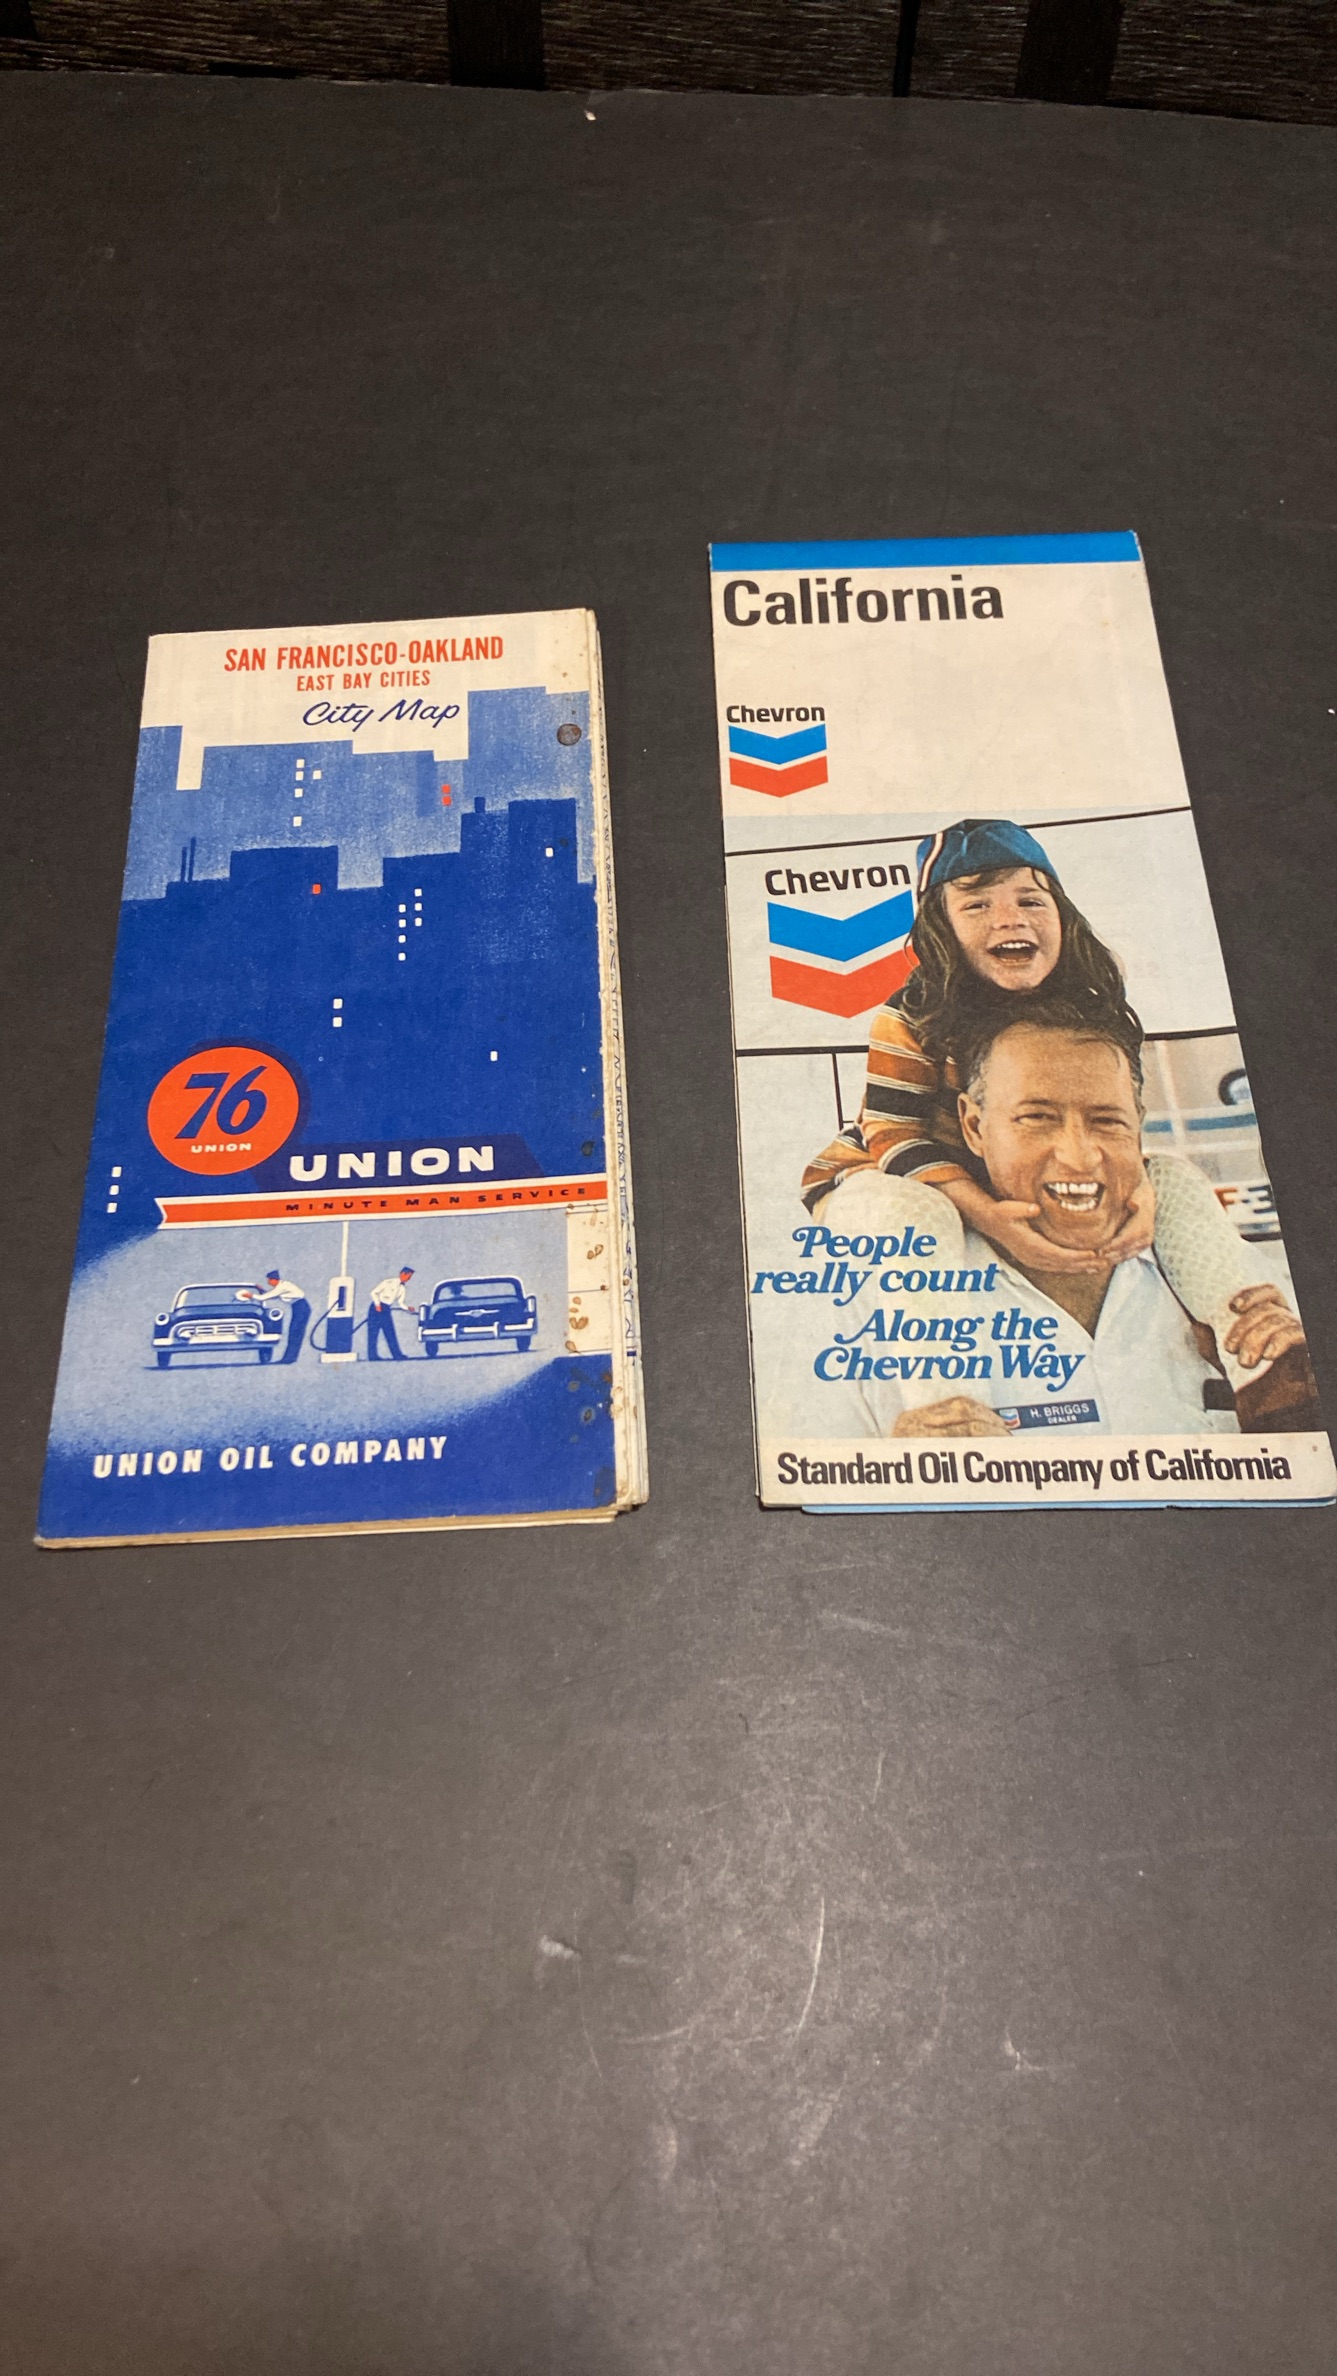 SAN FRANCISCO-OAKLAND
EAST BAY CITIES
City Map
76
UNION
UNION
MINUTE MAN SERVICE
UNION OIL COMPANY
California
Chevron
Chevron
People
really count
Along the
Chevron Way
H. BRIGGS
DEALER
Standard Oil Company of California